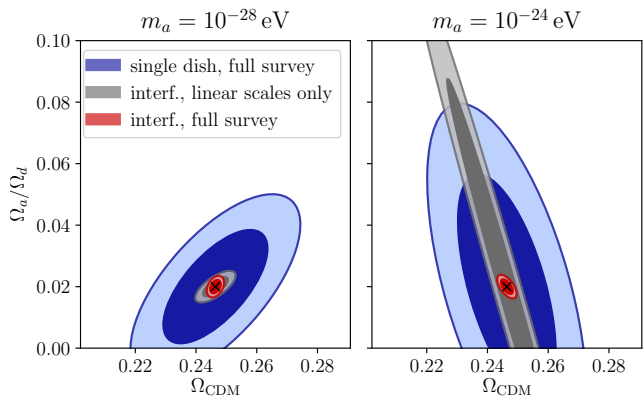 m_a = 10^{-28} eV
m_a = 10^{-24} eV
single dish, full survey
interf., linear scales only
interf., full survey
Ω_a/Ω_d
0.10
0.08
0.06
0.04
0.02
0.00
0.22 0.24 0.26 0.28
0.22 0.24 0.26 0.28
Ω_CDM
Ω_CDM